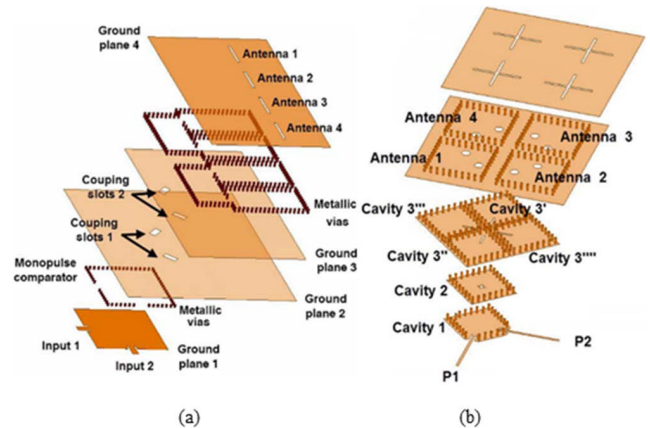 Ground
plane 4
Antenna 1
Antenna 2
Antenna 3
Antenna 4
Couping
slots 2
Couping
slots 1
Metallic
vias
Ground
plane 3
Monopulse
comparator
Ground
plane 2
Metallic
vias
Input 1
Ground
plane 1
Input 2
(a)
Antenna 4
Antenna 3
Antenna 1
Antenna 2
Cavity 3'''
Cavity 3'
Cavity 3''
Cavity 3''''
Cavity 2
Cavity 1
P2
P1
(b)